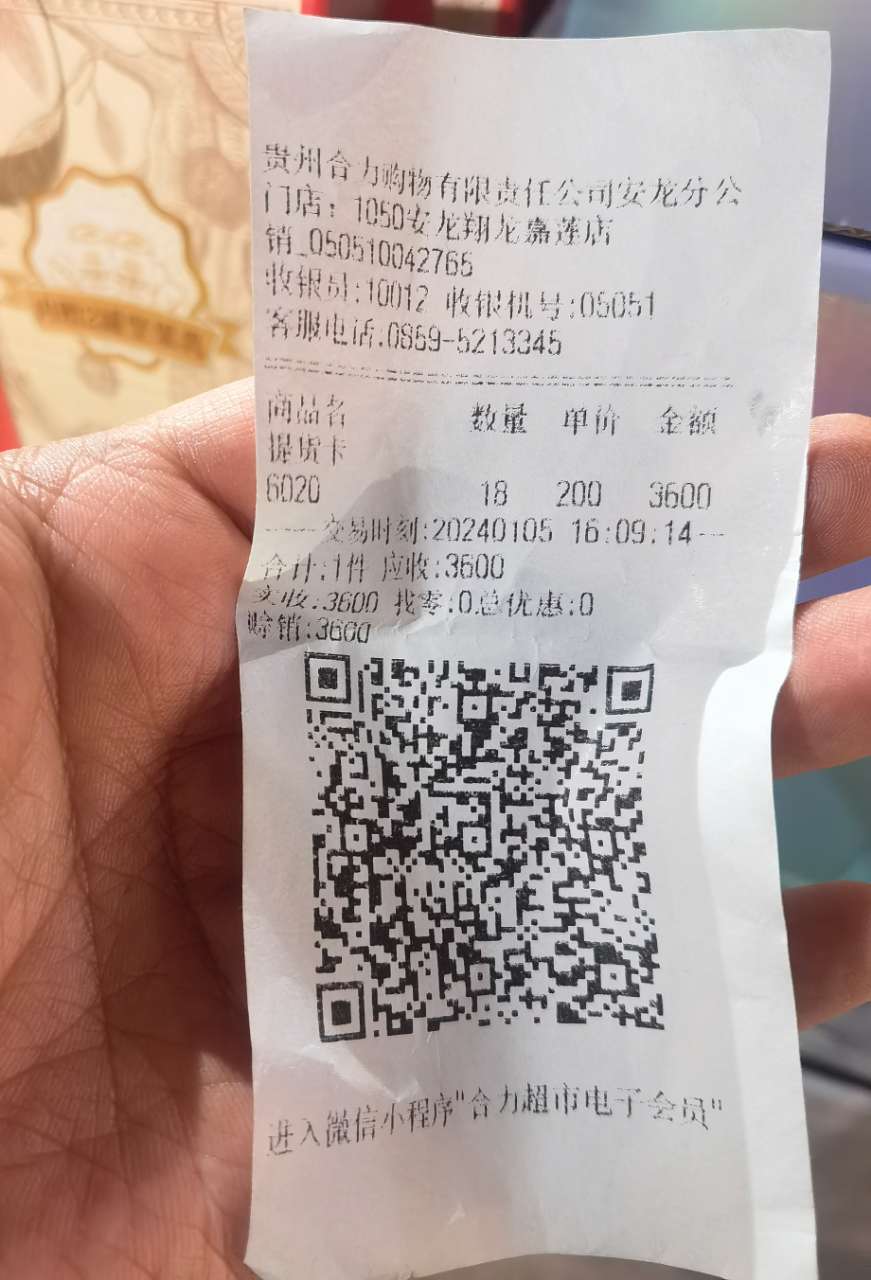 贵州合力购物有限责任公司安龙分公
门店：1050安龙翔龙嘉莲店
销_050510042765
收银员:10012 收银机号:05051
客服电话:0859-5213345
商品名 数量 单价 金额
提货卡
6020 18 200 3600
----交易时刻:20240105 16:09:14---
合计:1件 应收:3600
实收:3600 找零:0总优惠:0
赊销:3600
进入微信小程序"合力超市电子会员"